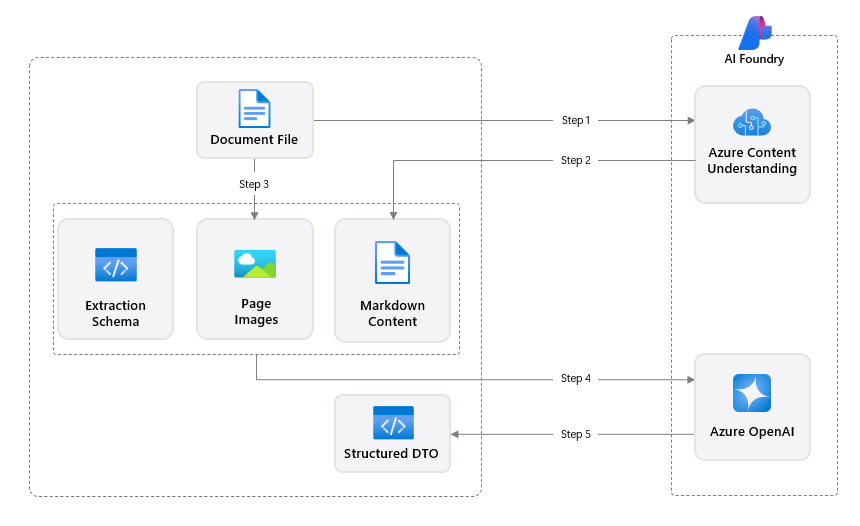 AI Foundry
Document File
Step 1
Azure Content
Understanding
Step 2
Step 3
Extraction
Schema
Page
Images
Markdown
Content
Step 4
Azure OpenAI
Step 5
Structured DTO